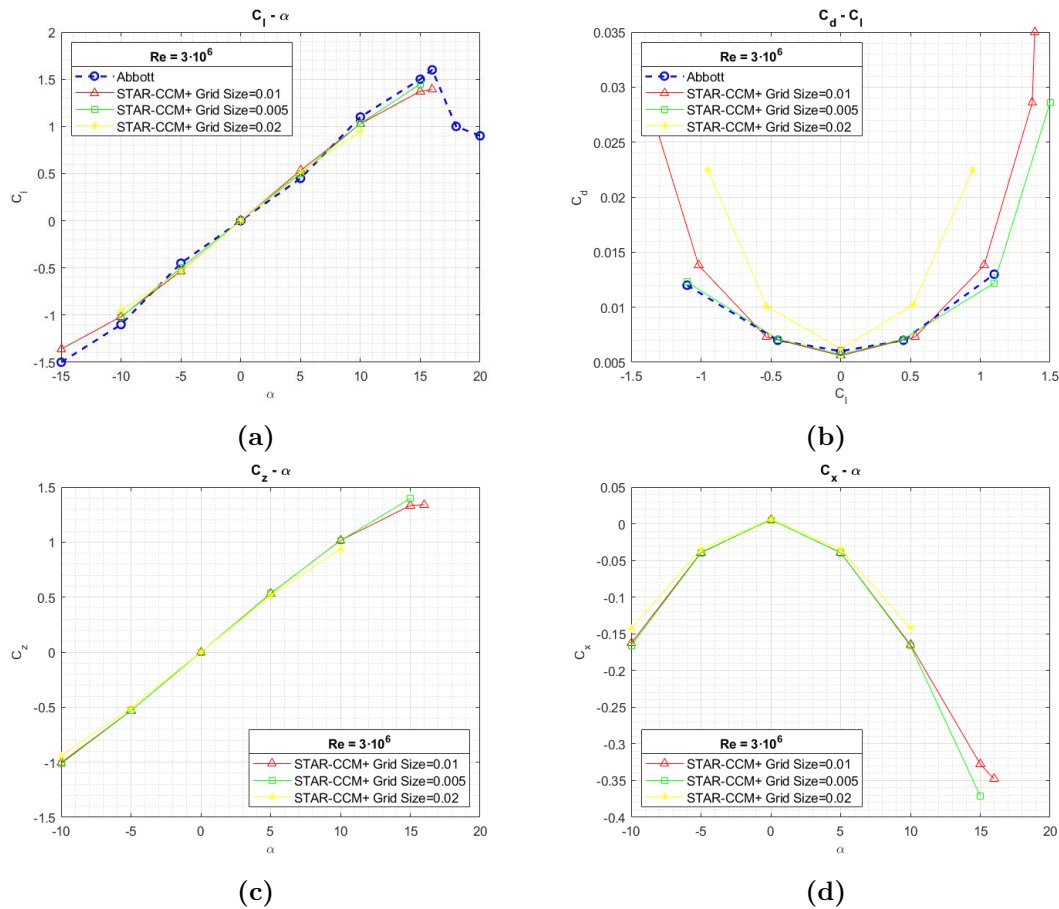 C_l - α
C_l
2
1.5
1
0.5
0
-0.5
-1
-1.5
Re = 3·10^6
Abbott
STAR-CCM+ Grid Size=0.01
STAR-CCM+ Grid Size=0.005
STAR-CCM+ Grid Size=0.02
-15 -10 -5 0 5 10 15 20
α
(a)
C_d - C_l
C_d
0.035
0.03
0.025
0.02
0.015
0.01
0.005
Re = 3·10^6
Abbott
STAR-CCM+ Grid Size=0.01
STAR-CCM+ Grid Size=0.005
STAR-CCM+ Grid Size=0.02
-1.5 -1 -0.5 0 0.5 1 1.5
C_l
(b)
C_z - α
C_z
1.5
1
0.5
0
-0.5
-1
-1.5
Re = 3·10^6
STAR-CCM+ Grid Size=0.01
STAR-CCM+ Grid Size=0.005
STAR-CCM+ Grid Size=0.02
-10 -5 0 5 10 15 20
α
(c)
C_x - α
C_x
0.05
0
-0.05
-0.1
-0.15
-0.2
-0.25
-0.3
-0.35
-0.4
Re = 3·10^6
STAR-CCM+ Grid Size=0.01
STAR-CCM+ Grid Size=0.005
STAR-CCM+ Grid Size=0.02
-10 -5 0 5 10 15 20
α
(d)